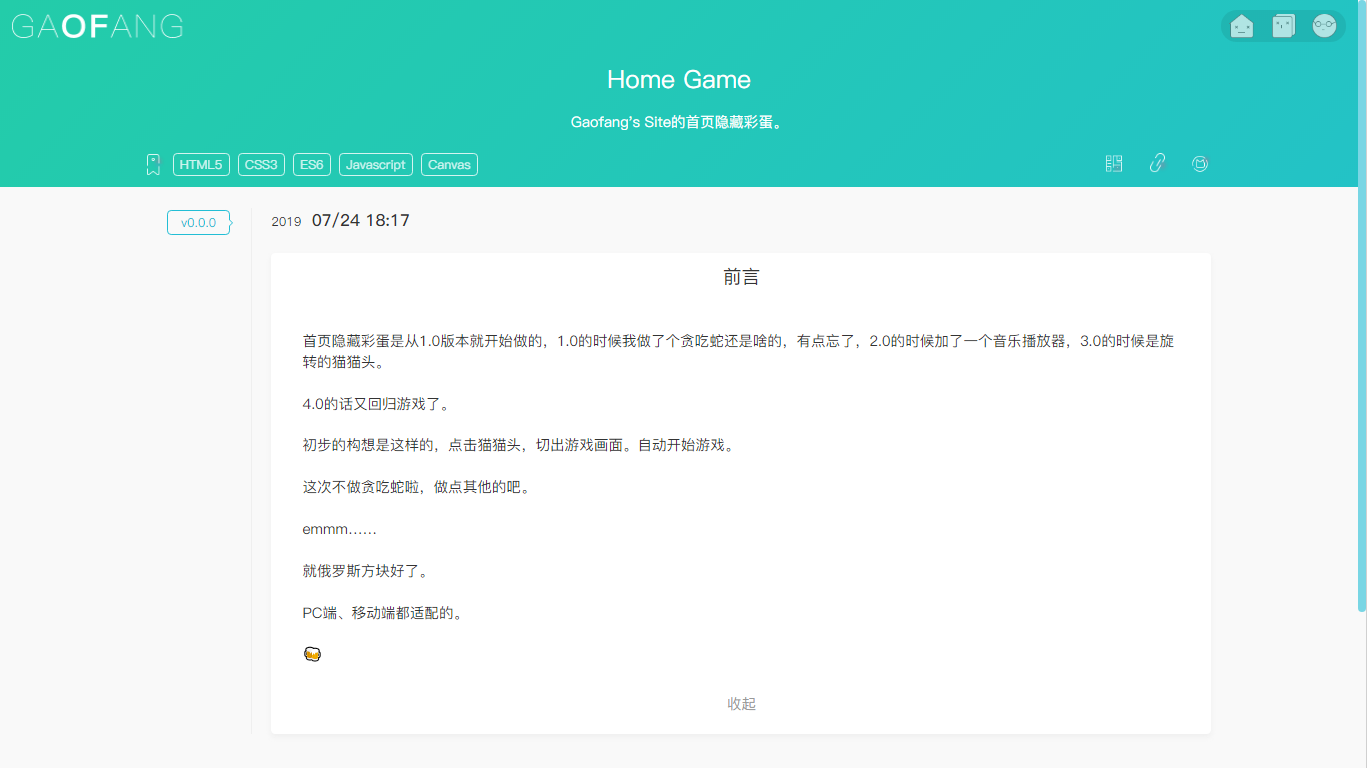 GAOFANG
Home Game
Gaofang's Site的首页隐藏彩蛋。
HTML5 CSS3 ES6 Javascript Canvas
v0.0.0
2019 07/24 18:17
前言
首页隐藏彩蛋是从1.0版本就开始做的，1.0的时候我做了个贪吃蛇还是啥的，有点忘了，2.0的时候加了一个音乐播放器，3.0的时候是旋
转的猫猫头。
4.0的话又回归游戏了。
初步的构想是这样的，点击猫猫头，切出游戏画面。自动开始游戏。
这次不做贪吃蛇啦，做点其他的吧。
emmm……
就俄罗斯方块好了。
PC端、移动端都适配的。
收起